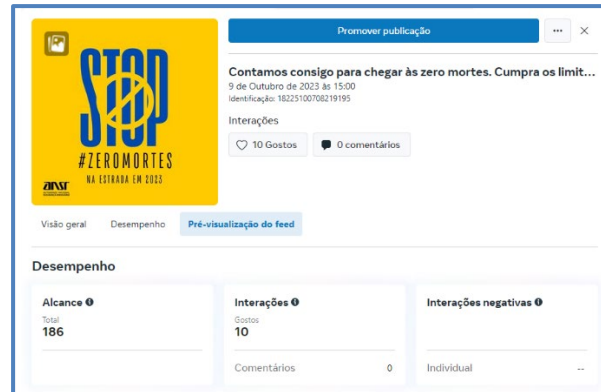 STOP
#ZEROMORTES
NA ESTRADA EM 2023
ANSR
Promover publicação
Contamos consigo para chegar às zero mortes. Cumpra os limit...
9 de Outubro de 2023 às 15:00
Identificação: 18225100708219195
Interações
10 Gostos
0 comentários
Visão geral Desempenho Pré-visualização do feed
Desempenho
Alcance
Total
186
Interações
Gostos
10
Comentários 0
Interações negativas
Individual --